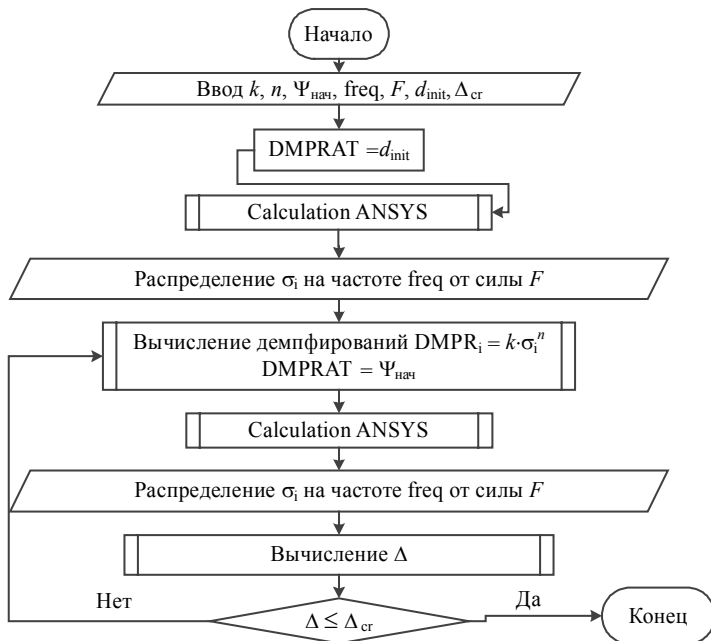 Начало
Ввод k, n, Ψнач, freq, F, dinit, Δcr
DMPRAT =dinit
Calculation ANSYS
Распределение σi на частоте freq от силы F
Вычисление демпфирований DMPRi = k·σiⁿ
DMPRAT = Ψнач
Calculation ANSYS
Распределение σi на частоте freq от силы F
Вычисление Δ
Нет
Δ ≤ Δcr
Да
Конец